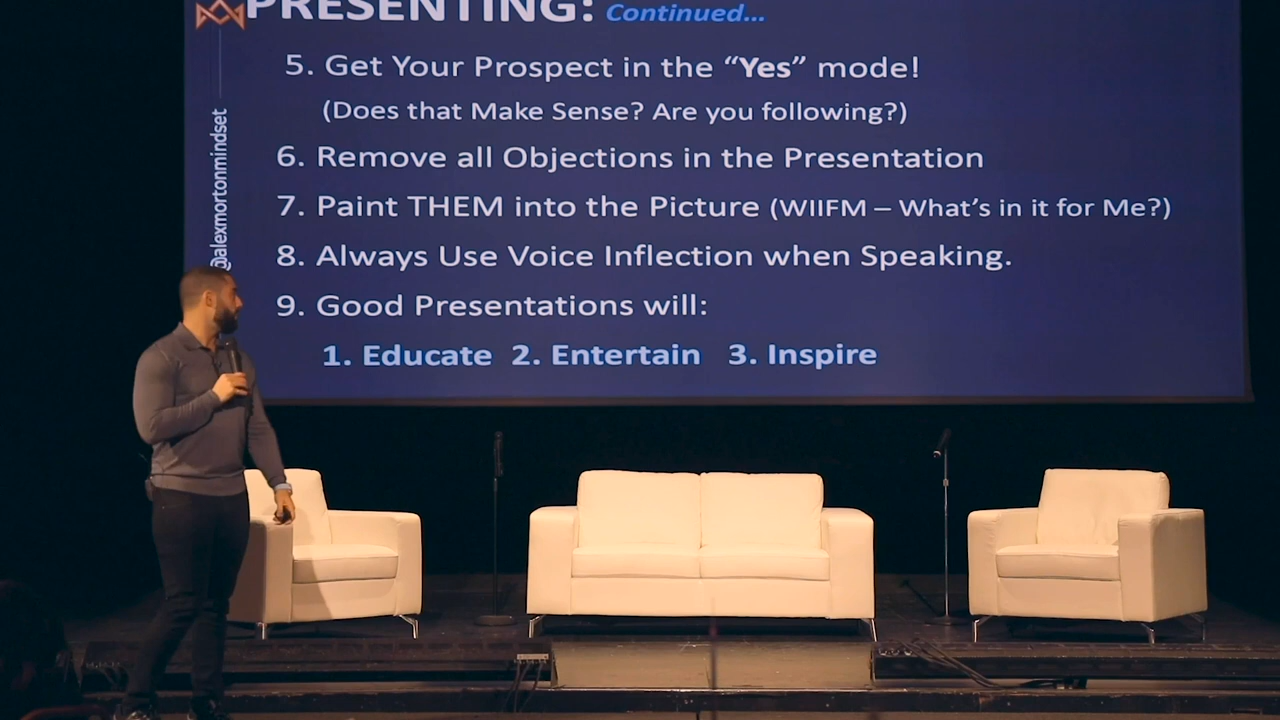 PRESENTING: Continued...
5. Get Your Prospect in the “Yes” mode!
(Does that Make Sense? Are you following?)
6. Remove all Objections in the Presentation
7. Paint THEM into the Picture (WIIFM – What’s in it for Me?)
8. Always Use Voice Inflection when Speaking.
9. Good Presentations will:
1. Educate 2. Entertain 3. Inspire
@alexmortonmindset